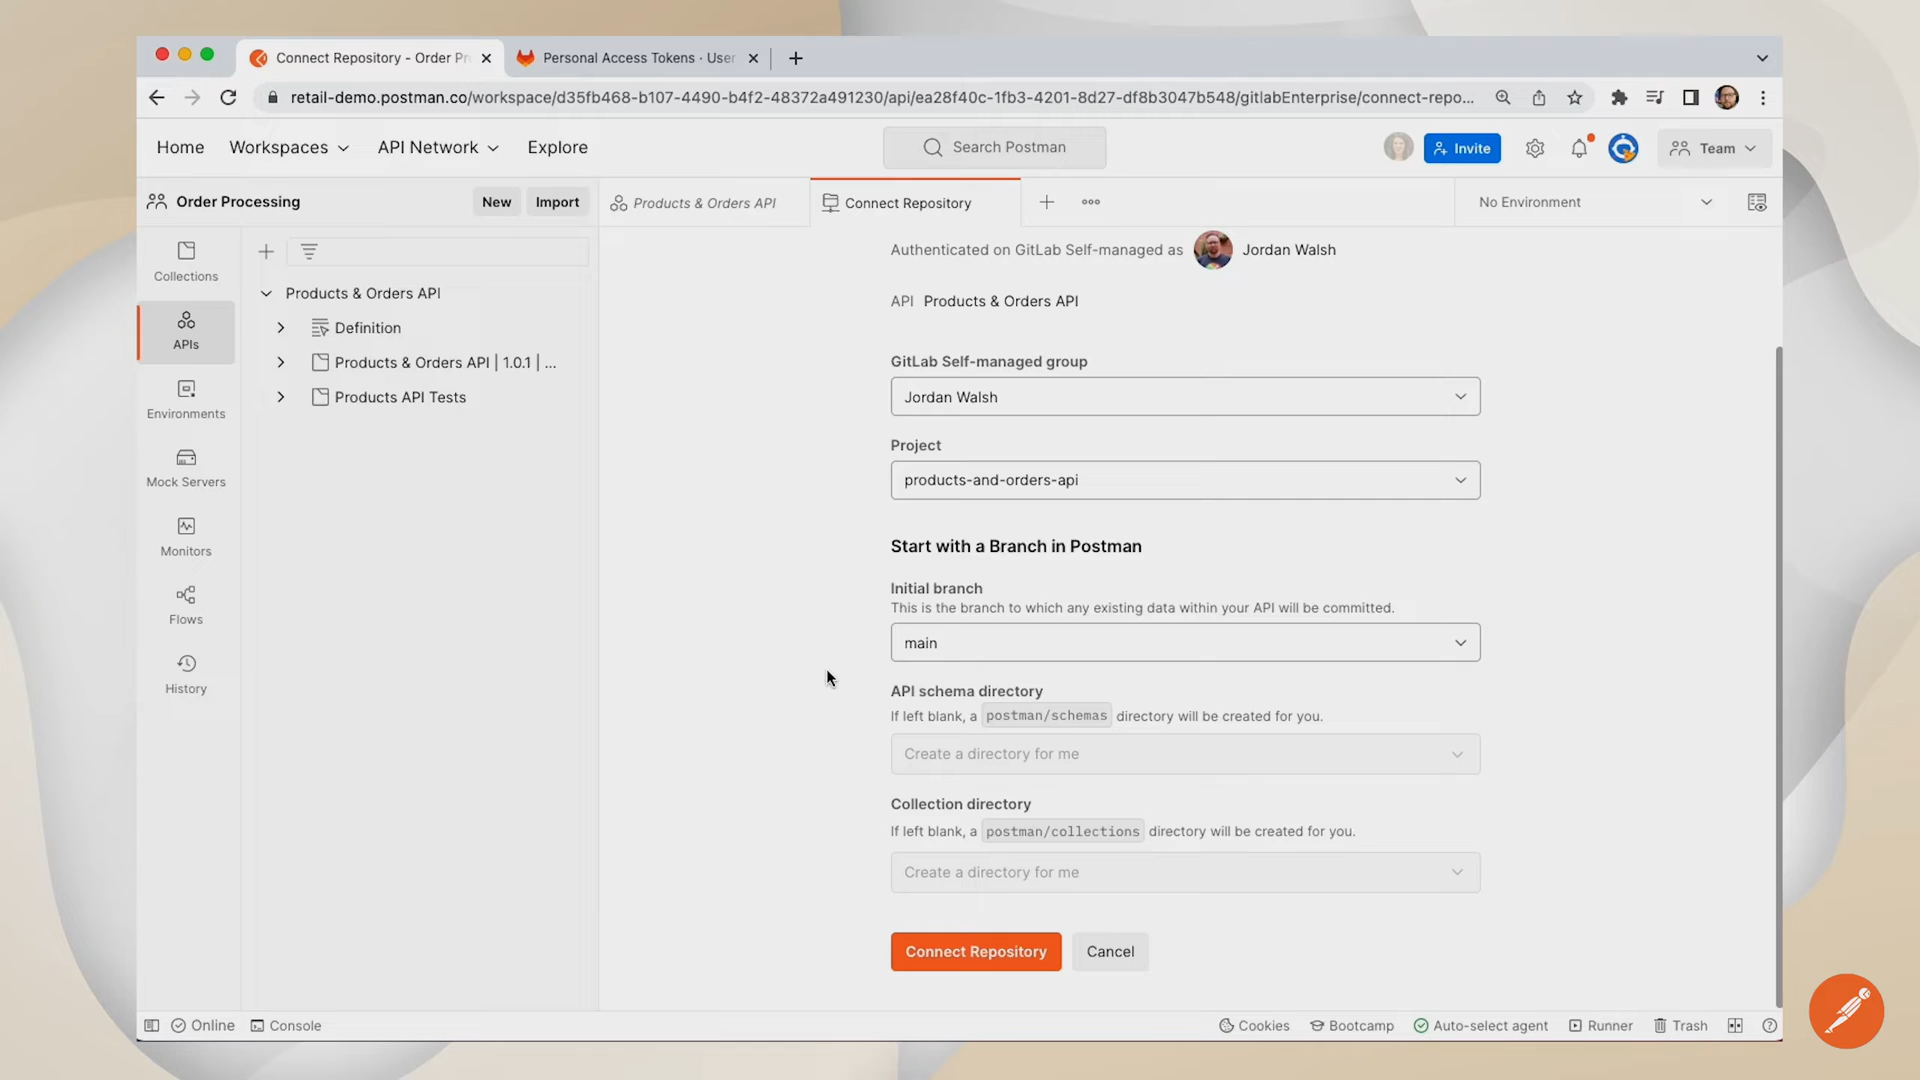 Connect Repository - Order Pr
Personal Access Tokens · User
retail-demo.postman.co/workspace/d35fb468-b107-4490-b4f2-48372a491230/api/ea28f40c-1fb3-4201-8d27-df8b3047b548/gitlabEnterprise/connect-repo...
Home
Workspaces
API Network
Explore
Search Postman
Invite
Team
Order Processing
New
Import
Products & Orders API
Connect Repository
No Environment
Collections
APIs
Environments
Mock Servers
Monitors
Flows
History
Products & Orders API
Definition
Products & Orders API | 1.0.1 | ...
Products API Tests
Authenticated on GitLab Self-managed as Jordan Walsh
API Products & Orders API
GitLab Self-managed group
Jordan Walsh
Project
products-and-orders-api
Start with a Branch in Postman
Initial branch
This is the branch to which any existing data within your API will be committed.
main
API schema directory
If left blank, a postman/schemas directory will be created for you.
Create a directory for me
Collection directory
If left blank, a postman/collections directory will be created for you.
Create a directory for me
Connect Repository
Cancel
Online
Console
Cookies
Bootcamp
Auto-select agent
Runner
Trash